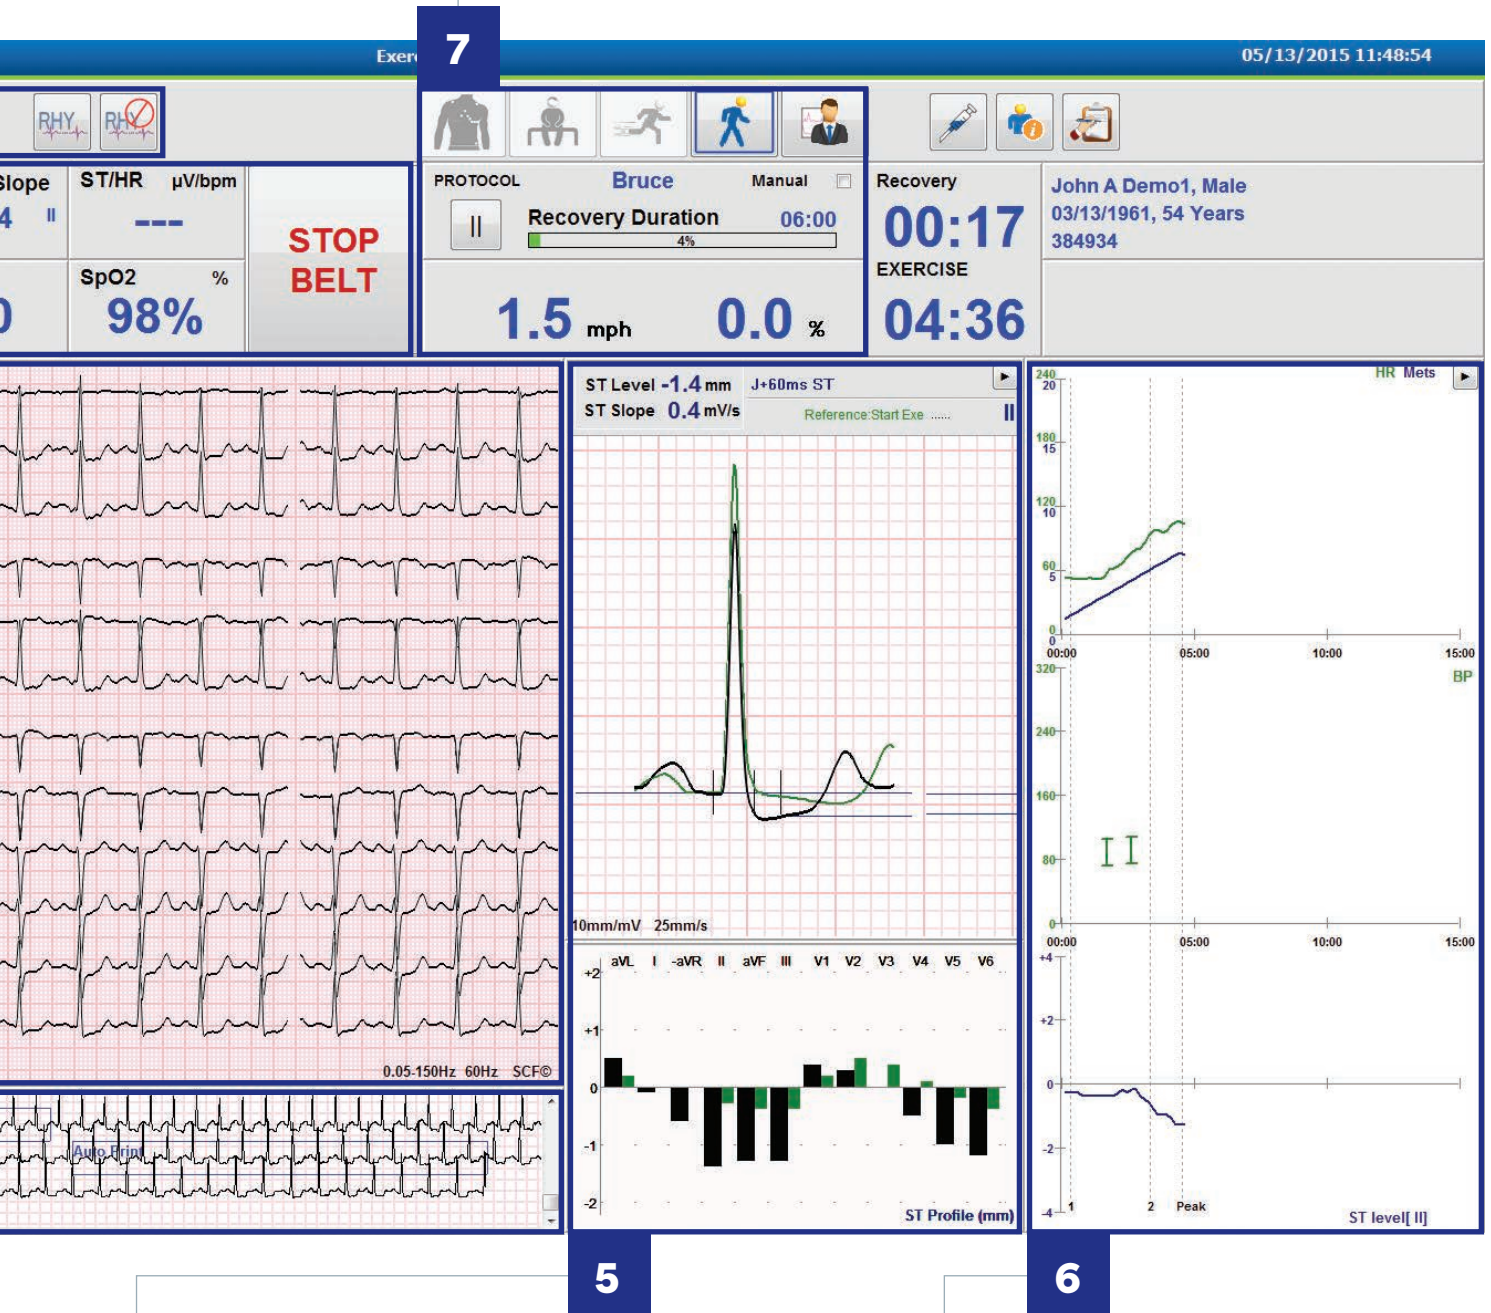 7
Exer
05/13/2015 11:48:54
RHY
RHY
Slope
4 II
ST/HR µV/bpm
---
SpO2 %
98%
0
STOP
BELT
PROTOCOL Bruce Manual
Recovery Duration 06:00
4%
1.5 mph 0.0 %
Recovery
00:17
EXERCISE
04:36
John A Demo1, Male
03/13/1961, 54 Years
384934
0.05-150Hz 60Hz SCF©
Auto Print
ST Level -1.4 mm J+60ms ST
ST Slope 0.4 mV/s Reference:Start Exe ......
II
10mm/mV 25mm/s
aVL I -aVR II aVF III V1 V2 V3 V4 V5 V6
+2
+1
0
-1
-2
ST Profile (mm)
HR Mets
240
20
180
15
120
10
60
5
0
0
00:00 05:00 10:00 15:00
BP
320
240
160
80
0
00:00 05:00 10:00 15:00
+4
+2
0
-2
-4
1 2 Peak
ST level[ II]
5
6